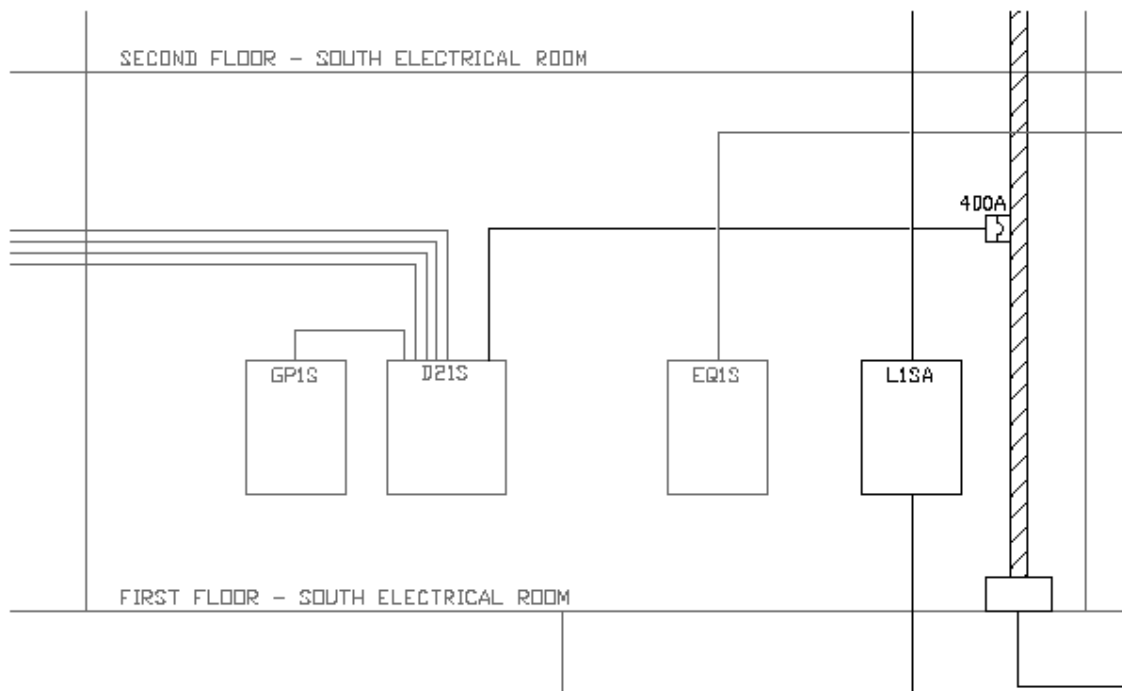 SECOND FLOOR - SOUTH ELECTRICAL ROOM
400A
GP1S
D21S
EQ1S
L1SA
FIRST FLOOR - SOUTH ELECTRICAL ROOM